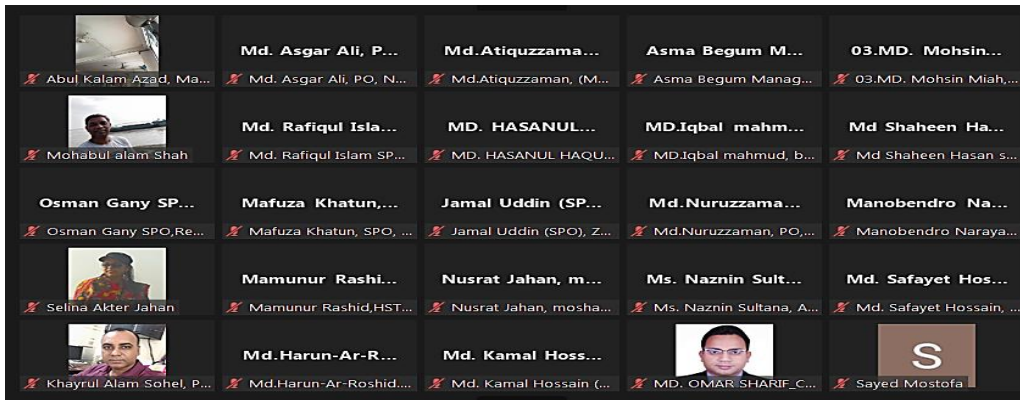 Md. Asgar Ali, P...
Md.Atiquzzama...
Asma Begum M...
03.MD. Mohsin...
Abul Kalam Azad, Ma...
Md. Asgar Ali, PO, N...
Md.Atiquzzaman, (M...
Asma Begum Manag...
03.MD. Mohsin Miah,...
Md. Rafiqul Isla...
MD. HASANUL...
MD.Iqbal mahm...
Md Shaheen Ha...
Mohabul alam Shah
Md. Rafiqul Islam SP...
MD. HASANUL HAQU...
MD.Iqbal mahmud, b...
Md Shaheen Hasan s...
Osman Gany SP...
Mafuza Khatun,...
Jamal Uddin (SP...
Md.Nuruzzama...
Manobendro Na...
Osman Gany SPO,Re...
Mafuza Khatun, SPO, ...
Jamal Uddin (SPO), Z...
Md.Nuruzzaman, PO,...
Manobendro Naraya...
Mamunur Rashi...
Nusrat Jahan, m...
Ms. Naznin Sult...
Md. Safayet Hos...
Selina Akter Jahan
Mamunur Rashid,HST...
Nusrat Jahan, mosha...
Ms. Naznin Sultana, A...
Md. Safayet Hossain, ...
Md.Harun-Ar-R...
Md. Kamal Hoss...
S
Khayrul Alam Sohel, P...
Md.Harun-Ar-Roshid....
Md. Kamal Hossain (...
MD. OMAR SHARIF_C...
Sayed Mostofa